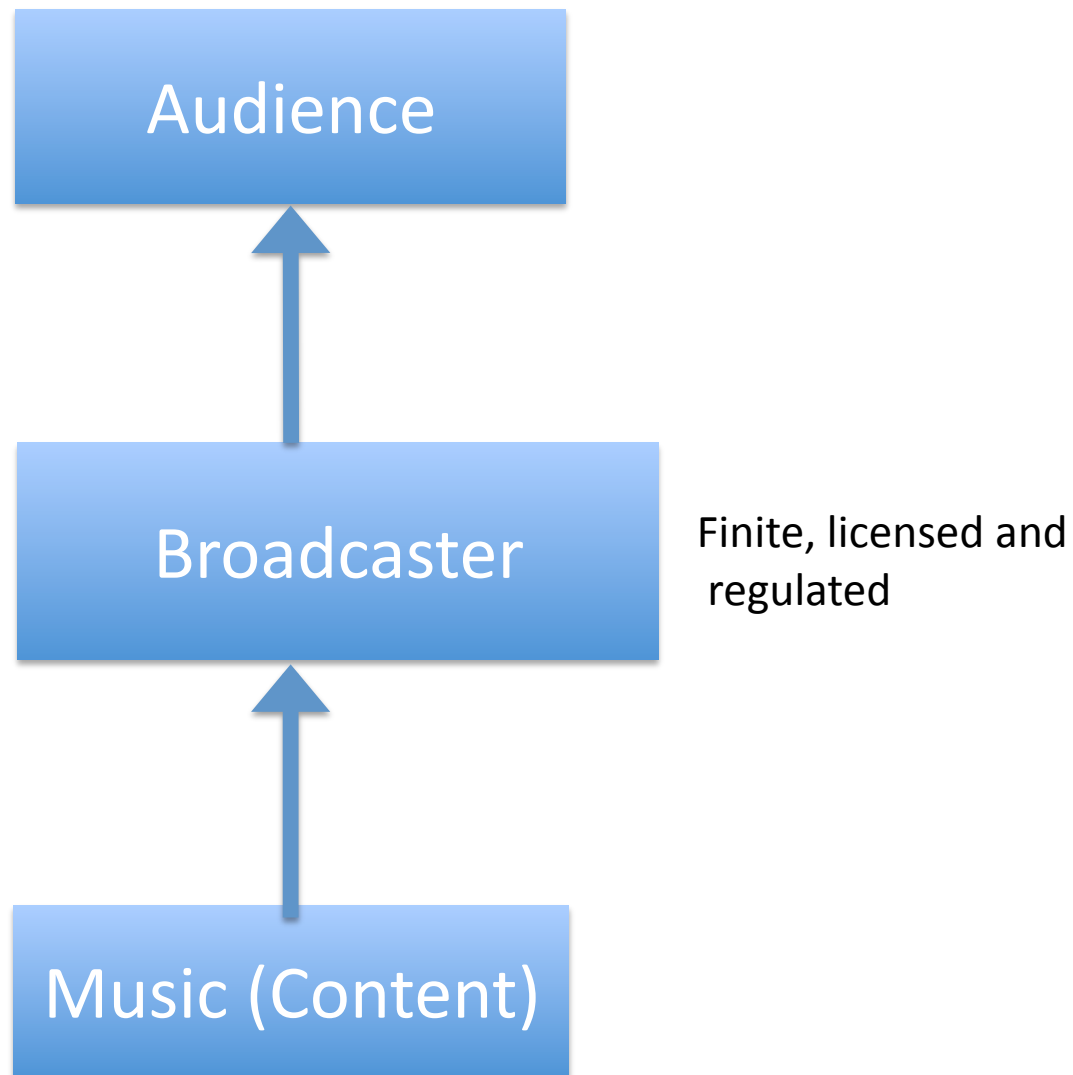 Audience
Broadcaster
Finite, licensed and
regulated
Music (Content)